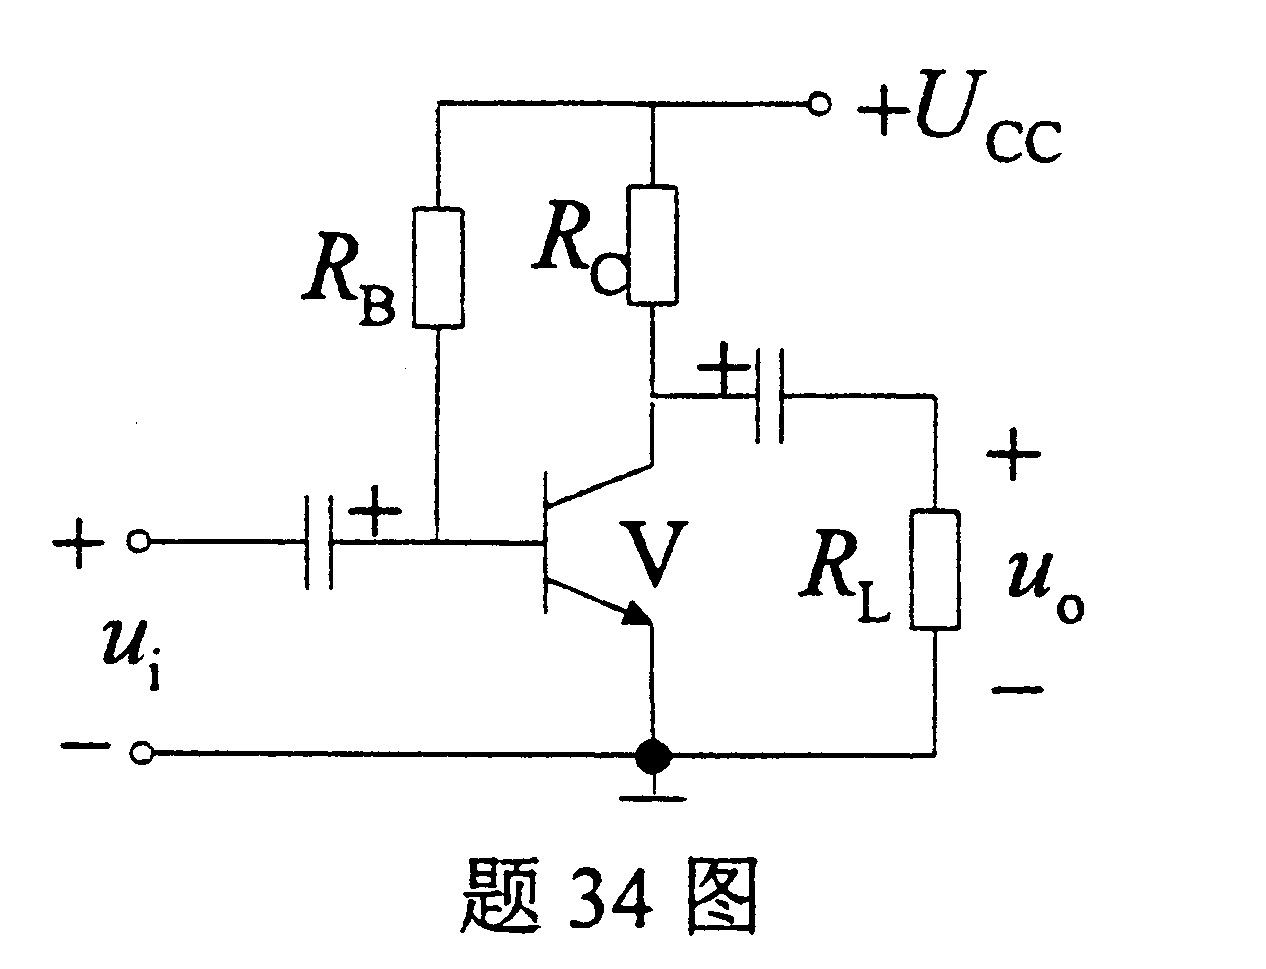 +U_CC
R_B
R_C
+
+
+
+
V
R_L
u_o
u_i
−
−
题 34 图